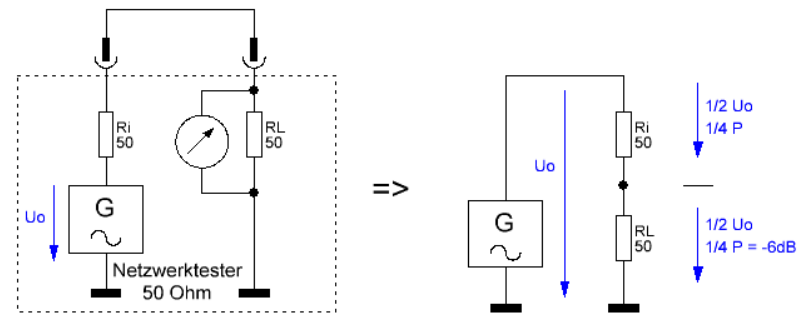 Ri
50
RL
50
Uo
G
Netzwerktester
50 Ohm
=>
Uo
G
Ri
50
RL
50
1/2 Uo
1/4 P
1/2 Uo
1/4 P = -6dB